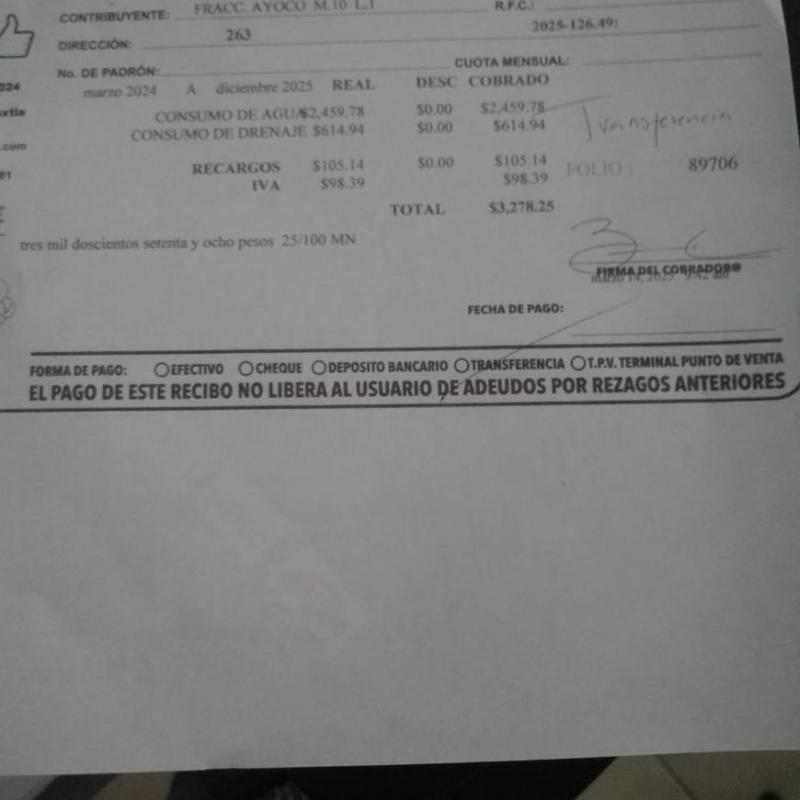 FRACC. AYOCO M.10 L.1
CONTRIBUYENTE: R.F.C.:
263 2025-126.49:
DIRECCIÓN:
No. DE PADRÓN: CUOTA MENSUAL:
024 marzo 2024 A diciembre 2025 REAL DESC COBRADO
CONSUMO DE AGUA$2,459.78 $0.00 $2,459.78
CONSUMO DE DRENAJE $614.94 $0.00 $614.94 Transferencia
.com
RECARGOS $105.14 $0.00 $105.14 FOLIO: 89706
81 IVA $98.39 $98.39
TOTAL $3,278.25
tres mil doscientos setenta y ocho pesos 25/100 MN
FIRMA DEL COBRADOR
marzo 14, 2025 9:42 am
FECHA DE PAGO:
FORMA DE PAGO: EFECTIVO CHEQUE DEPOSITO BANCARIO TRANSFERENCIA T.P.V. TERMINAL PUNTO DE VENTA
EL PAGO DE ESTE RECIBO NO LIBERA AL USUARIO DE ADEUDOS POR REZAGOS ANTERIORES